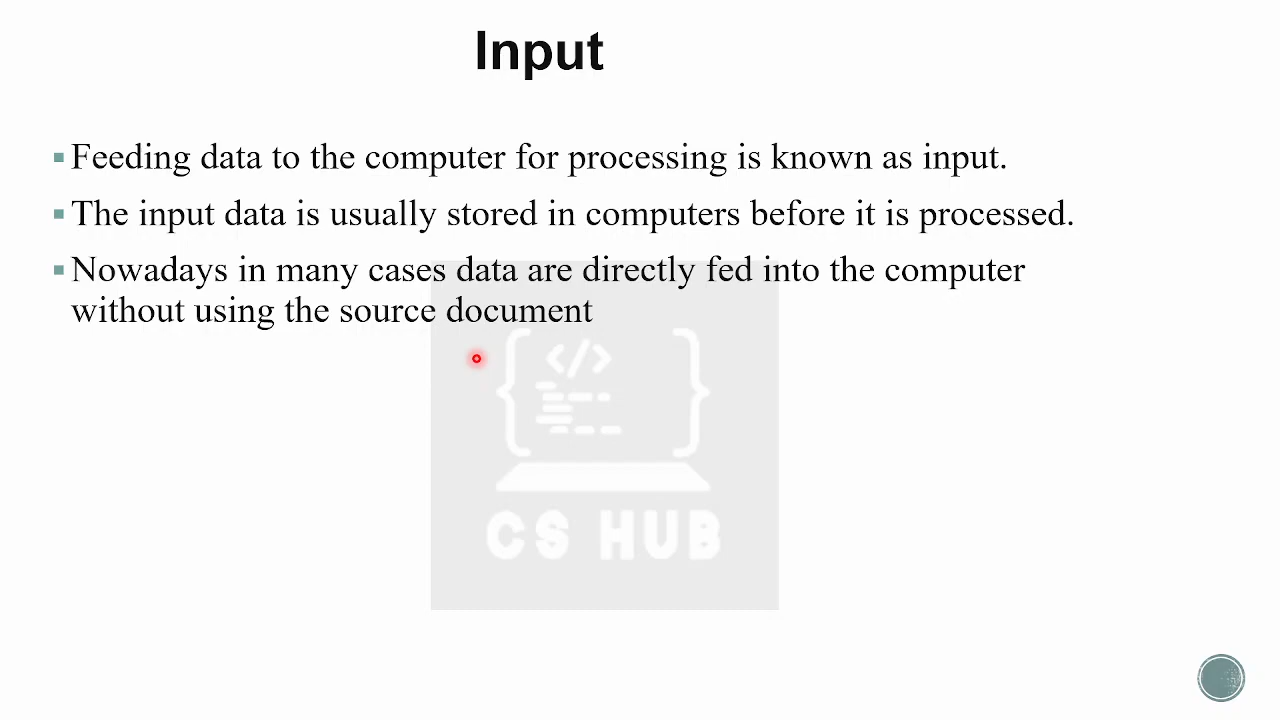 Input
Feeding data to the computer for processing is known as input.
The input data is usually stored in computers before it is processed.
Nowadays in many cases data are directly fed into the computer
without using the source document
</>
CS HUB